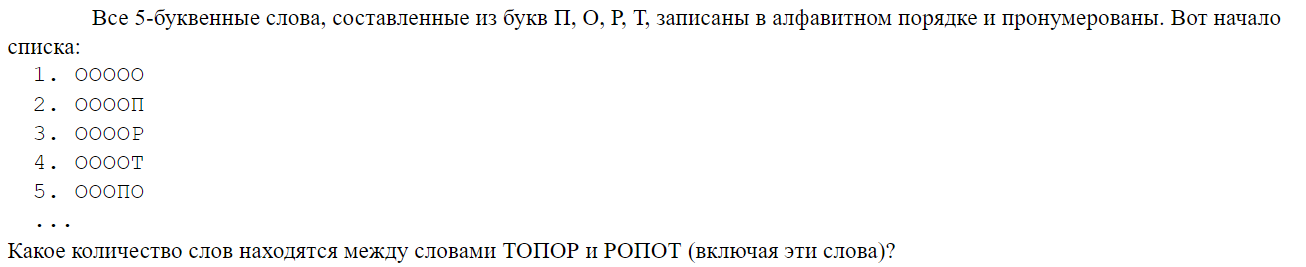 Все 5-буквенные слова, составленные из букв П, О, Р, Т, записаны в алфавитном порядке и пронумерованы. Вот начало
списка:
1. ООООО
2. ООООП
3. ООООР
4. ООООТ
5. ОООПО
...
Какое количество слов находятся между словами ТОПОР и РОПОТ (включая эти слова)?